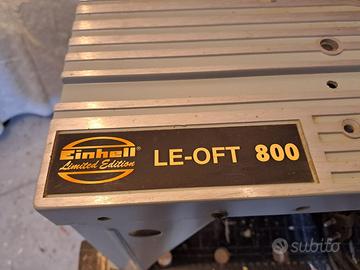 Einhell
Limited Edition
LE-OFT 800
subito